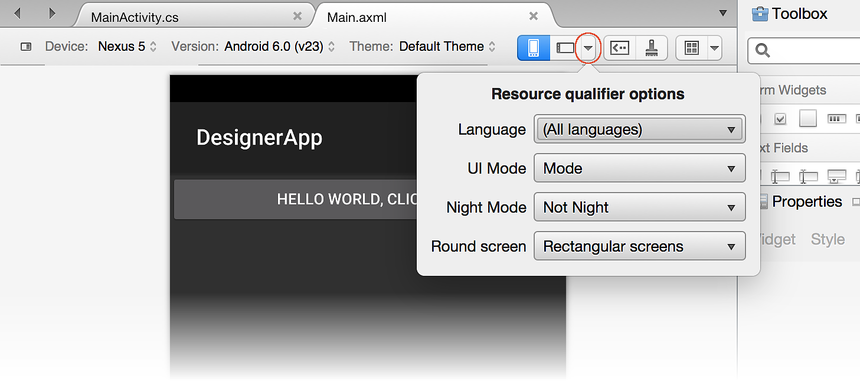 MainActivity.cs
Main.axml
Toolbox
Device: Nexus 5 Version: Android 6.0 (v23) Theme: Default Theme
Resource qualifier options
rm Widgets
Language (All languages)
xt Fields
UI Mode Mode
Night Mode Not Night
Round screen Rectangular screens
Properties
idget Style
DesignerApp
HELLO WORLD, CLIC